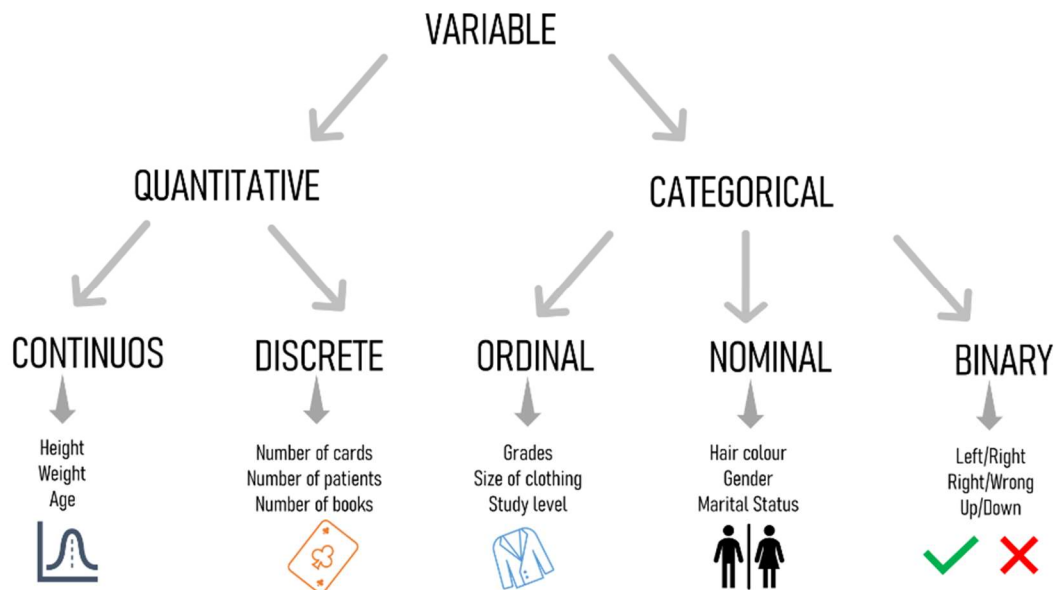 VARIABLE
QUANTITATIVE
CATEGORICAL
CONTINUOS
DISCRETE
ORDINAL
NOMINAL
BINARY
Height
Weight
Age
Number of cards
Number of patients
Number of books
Grades
Size of clothing
Study level
Hair colour
Gender
Marital Status
Left/Right
Right/Wrong
Up/Down